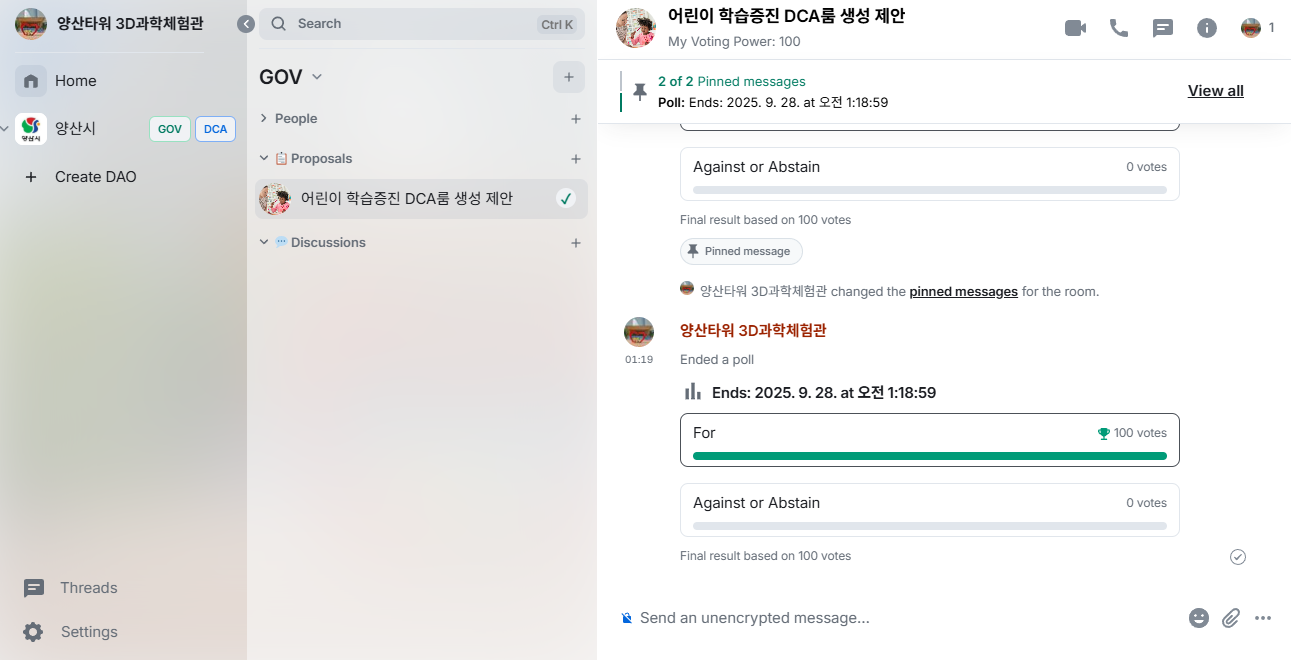 양산타워 3D과학체험관
Home
양산시
양산시 GOV DCA
Create DAO
Threads
Settings
Search Ctrl K
GOV
People
Proposals
어린이 학습증진 DCA룸 생성 제안
Discussions
어린이 학습증진 DCA룸 생성 제안
My Voting Power: 100
1
2 of 2 Pinned messages
Poll: Ends: 2025. 9. 28. at 오전 1:18:59
View all
Against or Abstain 0 votes
Final result based on 100 votes
Pinned message
양산타워 3D과학체험관 changed the pinned messages for the room.
양산타워 3D과학체험관
01:19 Ended a poll
Ends: 2025. 9. 28. at 오전 1:18:59
For 100 votes
Against or Abstain 0 votes
Final result based on 100 votes
Send an unencrypted message…